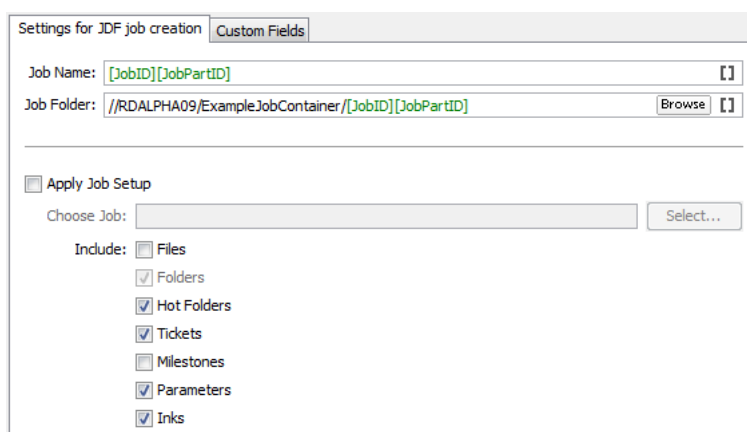 Settings for JDF job creation Custom Fields
Job Name: [JobID][JobPartID] []
Job Folder: //RDALPHA09/ExampleJobContainer/[JobID][JobPartID] Browse []
Apply Job Setup
Choose Job: Select...
Include: Files
Folders
Hot Folders
Tickets
Milestones
Parameters
Inks